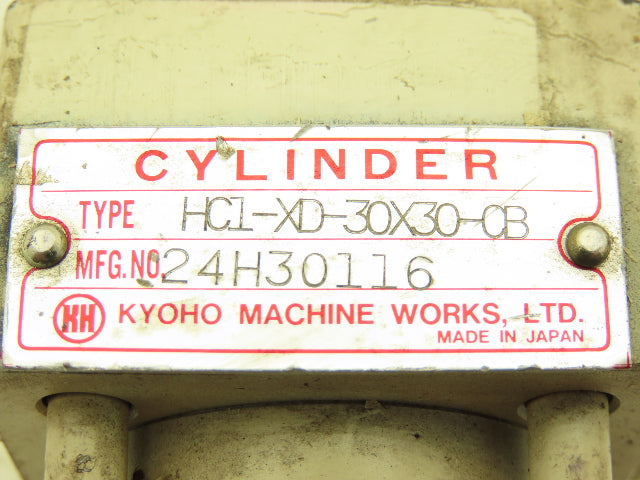 CYLINDER
TYPE HC1-XD-30X30-CB
MFG.NO. 24H30116
KH KYOHO MACHINE WORKS, LTD.
MADE IN JAPAN